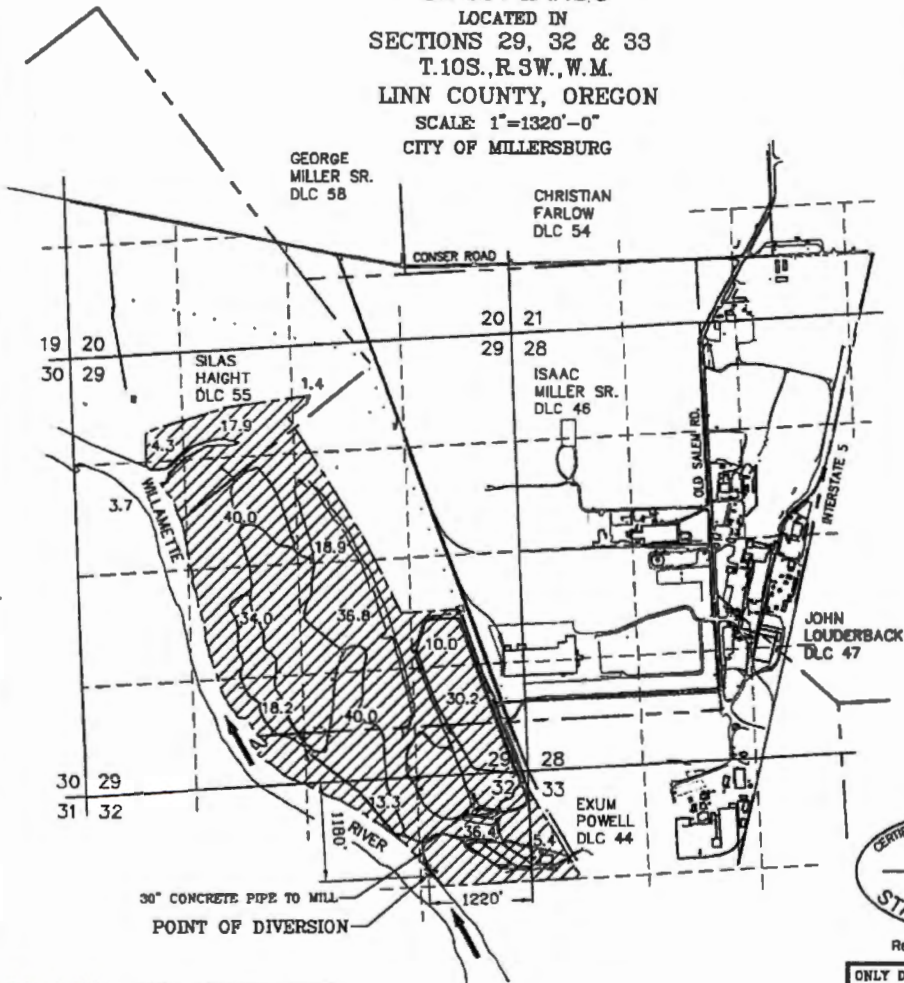 LOCATED IN
SECTIONS 29, 32 & 33
T.10S.,R.3W.,W.M.
LINN COUNTY, OREGON
SCALE: 1"=1320'-0"
CITY OF MILLERSBURG
GEORGE
MILLER SR.
DLC 58
CHRISTIAN
FARLOW
DLC 54
CONSER ROAD
20 21
29 28
19 20
30 29
SILAS
HAIGHT
DLC 55
1.4
17.9
4.3
ISAAC
MILLER SR.
DLC 46
OLD SALEM RD.
INTERSTATE 5
3.7
WILLAMETTE
40.0
18.9
34.0
36.8
10.0
JOHN
LOUDERBACK
DLC 47
30.2
18.2
40.0
29 28
32 33
30 29
31 32
13.3
1180'
RIVER
36.4
5.4
EXUM
POWELL
DLC 44
30" CONCRETE PIPE TO MILL
1220'
POINT OF DIVERSION
ONLY